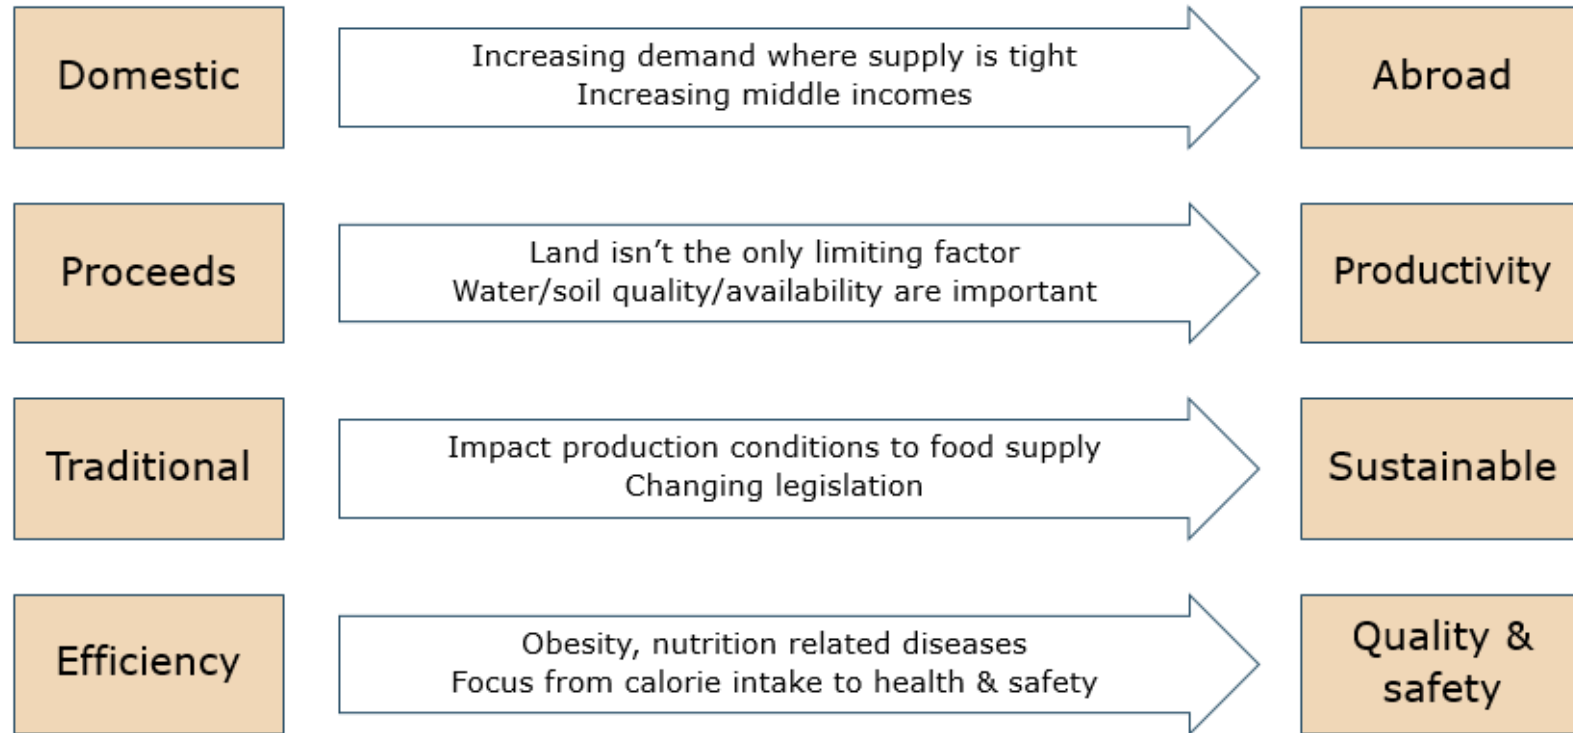 Domestic
Increasing demand where supply is tight
Increasing middle incomes
Abroad
Proceeds
Land isn’t the only limiting factor
Water/soil quality/availability are important
Productivity
Traditional
Impact production conditions to food supply
Changing legislation
Sustainable
Efficiency
Obesity, nutrition related diseases
Focus from calorie intake to health & safety
Quality &
safety